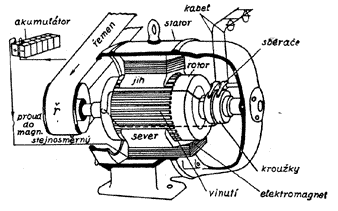 kabel
stator
řemen
akumulátor
sběrače
rotor
jih
ř
proud
do
magn.
stejnosměrný
sever
kroužky
vinutí
elektromagnet